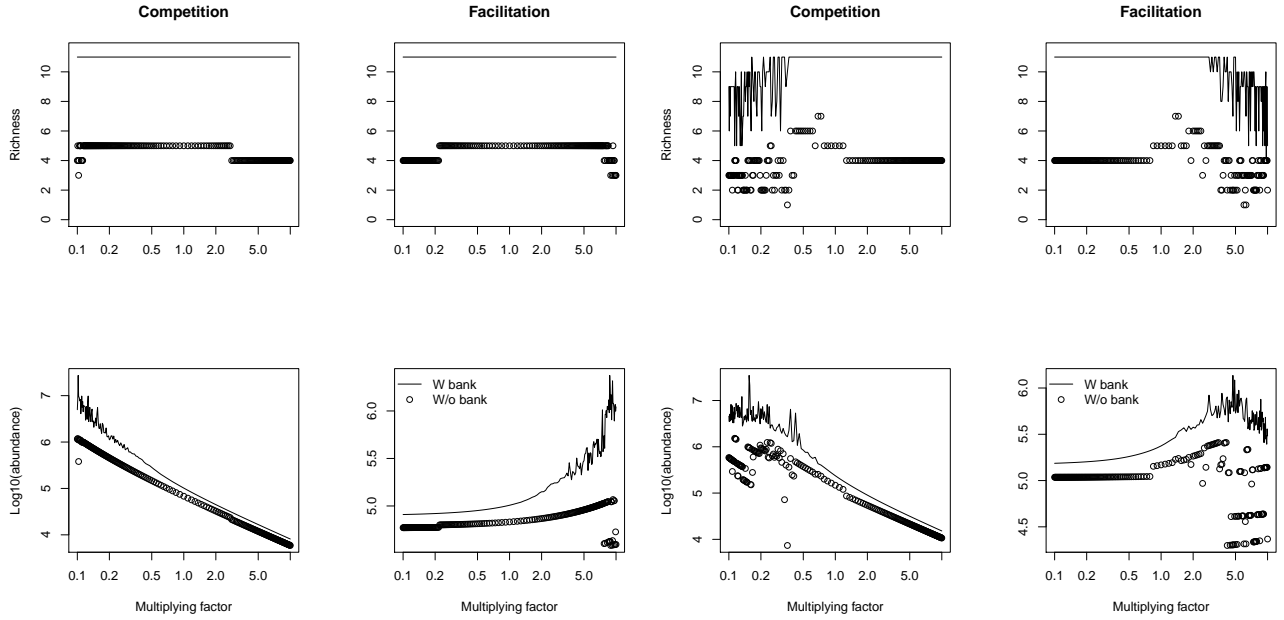 Competition
Facilitation
Competition
Facilitation
Richness
0 2 4 6 8 10
0.1 0.2 0.5 1.0 2.0 5.0
Richness
0 2 4 6 8 10
0.1 0.2 0.5 1.0 2.0 5.0
Richness
0 2 4 6 8 10
0.1 0.2 0.5 1.0 2.0 5.0
Richness
0 2 4 6 8 10
0.1 0.2 0.5 1.0 2.0 5.0
Log10(abundance)
4 5 6 7
0.1 0.2 0.5 1.0 2.0 5.0
Multiplying factor
Log10(abundance)
5.0 5.5 6.0
W bank
W/o bank
0.1 0.2 0.5 1.0 2.0 5.0
Multiplying factor
Log10(abundance)
4 5 6 7
0.1 0.2 0.5 1.0 2.0 5.0
Multiplying factor
Log10(abundance)
4.5 5.0 5.5 6.0
W bank
W/o bank
0.1 0.2 0.5 1.0 2.0 5.0
Multiplying factor